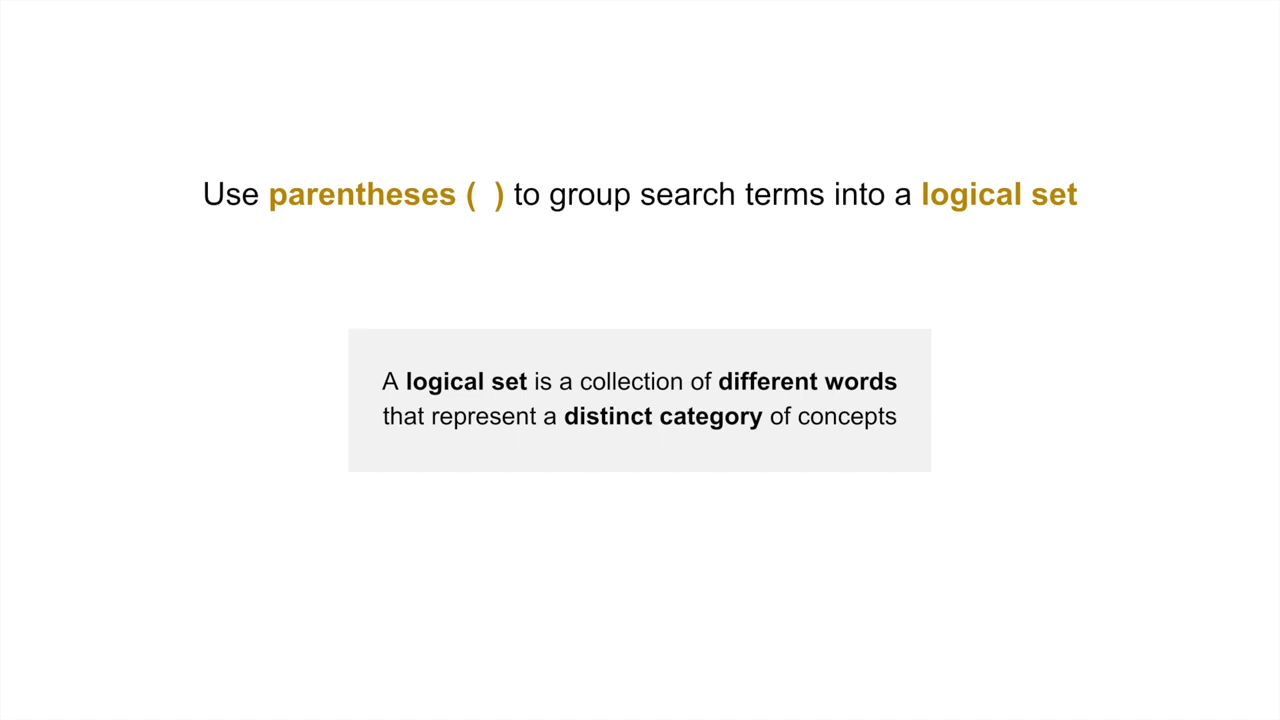 Use parentheses ( ) to group search terms into a logical set
A logical set is a collection of different words
that represent a distinct category of concepts